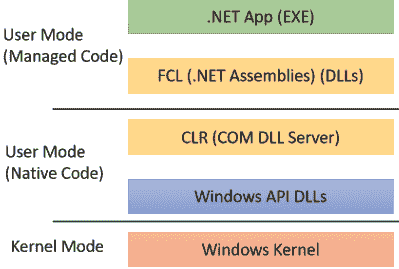 User Mode
(Managed Code)
.NET App (EXE)
FCL (.NET Assemblies) (DLLs)
User Mode
(Native Code)
CLR (COM DLL Server)
Windows API DLLs
Kernel Mode
Windows Kernel